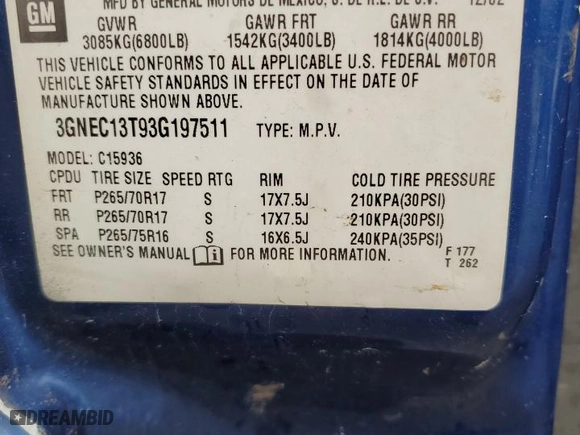 MFD BY GENERAL MOTORS DE MEXICO, S. DE R.L. DE C.V. 12/02
GM
GVWR GAWR FRT GAWR RR
3085KG(6800LB) 1542KG(3400LB) 1814KG(4000LB)
THIS VEHICLE CONFORMS TO ALL APPLICABLE U.S. FEDERAL MOTOR
VEHICLE SAFETY STANDARDS IN EFFECT ON THE DATE OF
MANUFACTURE SHOWN ABOVE.
3GNEC13T93G197511 TYPE: M.P.V.
MODEL: C15936
CPDU TIRE SIZE SPEED RTG RIM COLD TIRE PRESSURE
FRT P265/70R17 S 17X7.5J 210KPA(30PSI)
RR P265/70R17 S 17X7.5J 210KPA(30PSI)
SPA P265/75R16 S 16X6.5J 240KPA(35PSI)
SEE OWNER'S MANUAL i FOR MORE INFORMATION.
F 177
T 262
DREAMBID